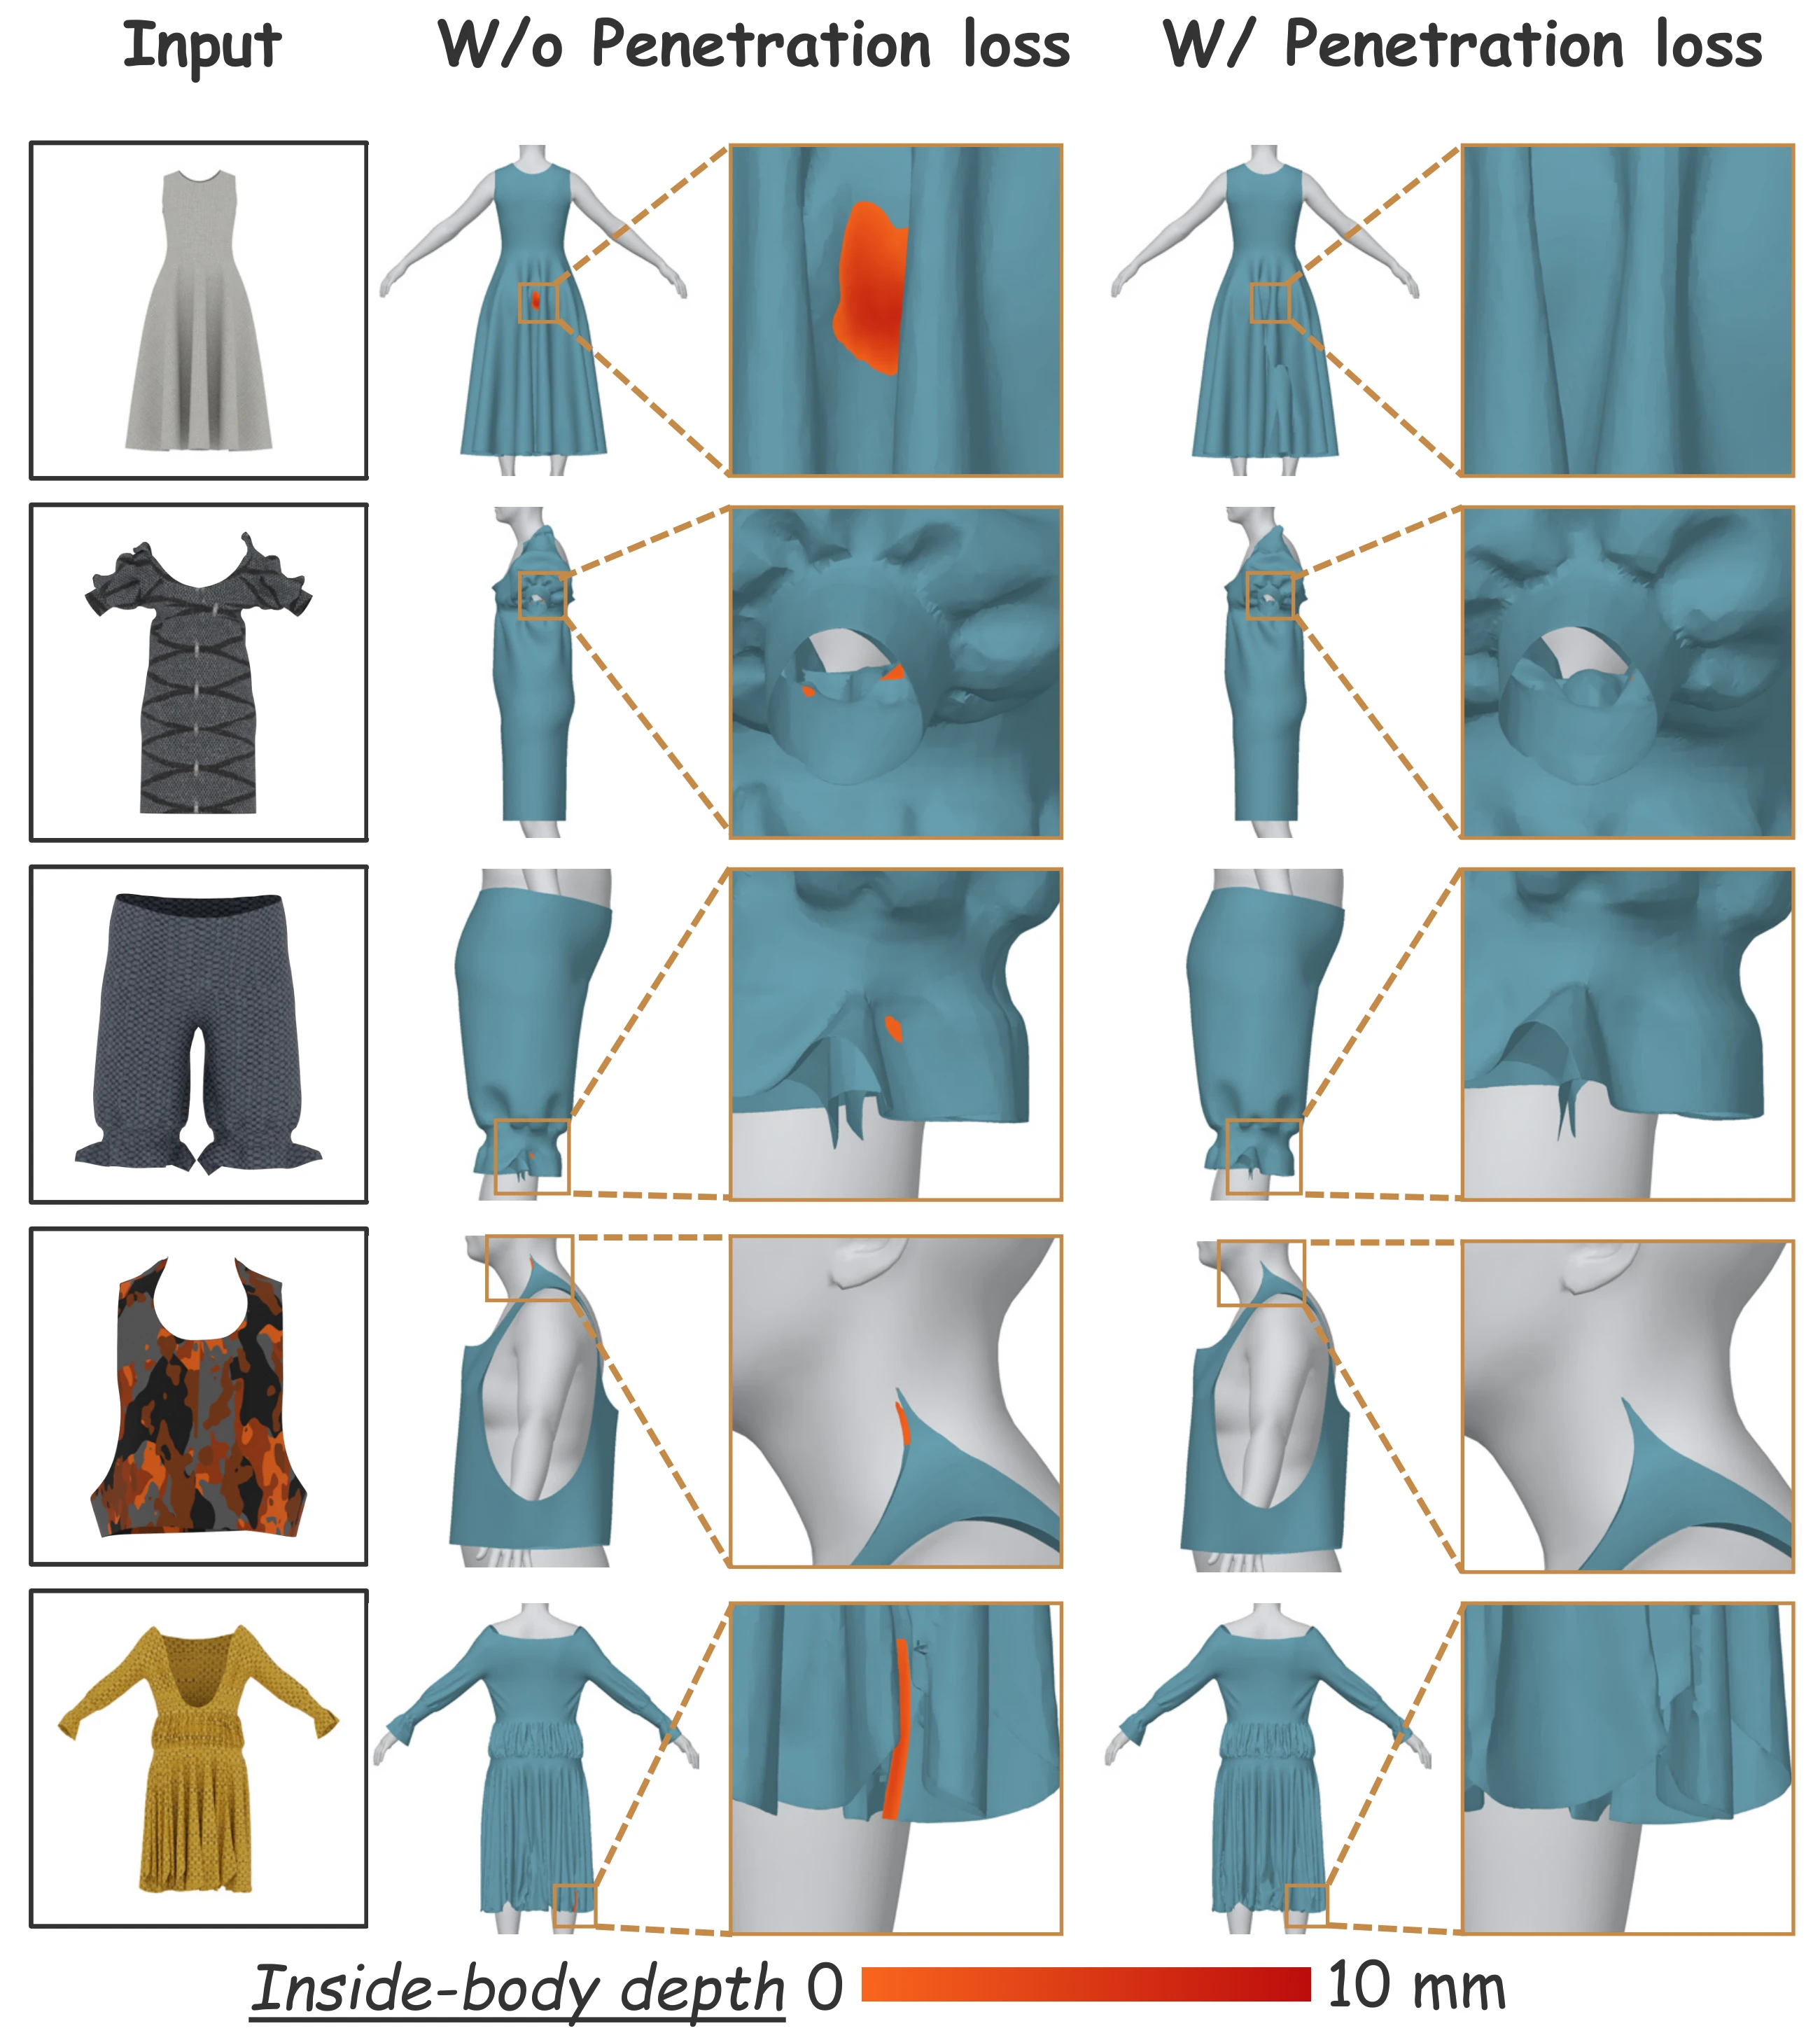 Input W/o Penetration loss W/ Penetration loss
Inside-body depth 0 10 mm